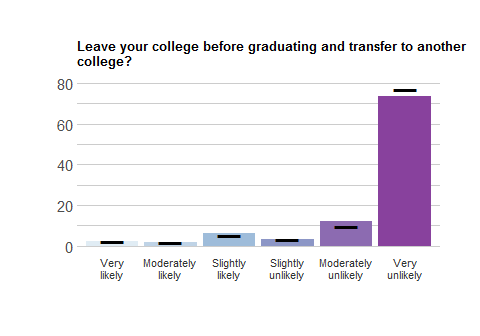 Leave your college before graduating and transfer to another
college?
80
60
40
20
0
Very
likely
Moderately
likely
Slightly
likely
Slightly
unlikely
Moderately
unlikely
Very
unlikely